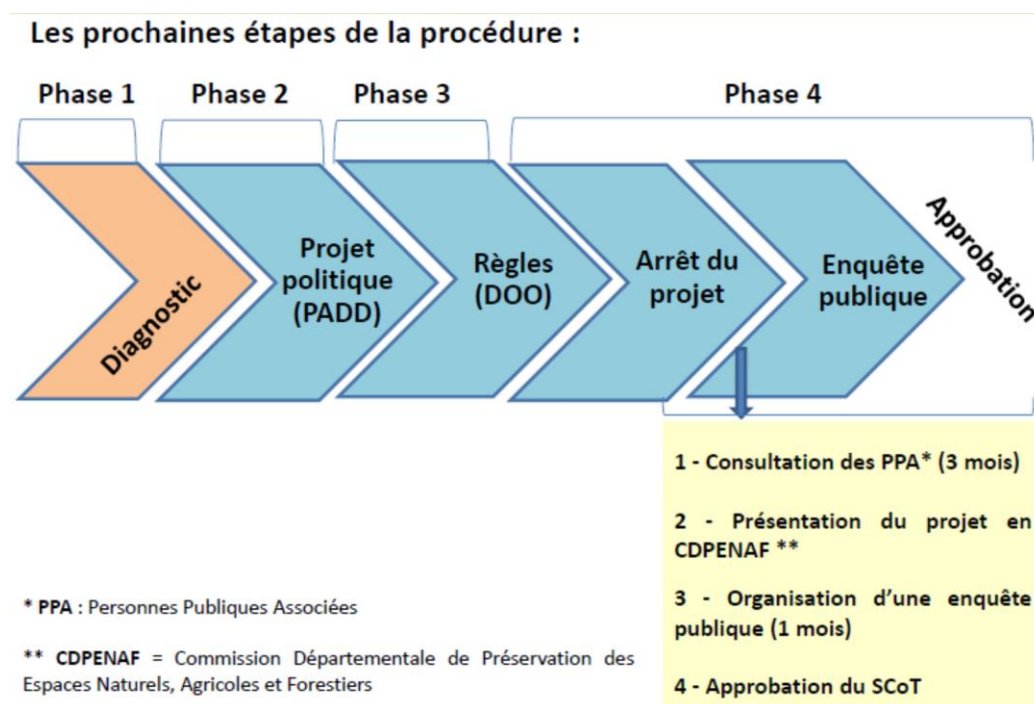 Les prochaines étapes de la procédure :
Phase 1
Phase 2
Phase 3
Phase 4
Diagnostic
Projet
politique
(PADD)
Règles
(DOO)
Arrêt du
projet
Enquête
publique
Approbation
1 - Consultation des PPA* (3 mois)
2 - Présentation du projet en
CDPENAF **
3 - Organisation d’une enquête
publique (1 mois)
4 - Approbation du SCoT
* PPA : Personnes Publiques Associées
** CDPENAF = Commission Départementale de Préservation des
Espaces Naturels, Agricoles et Forestiers